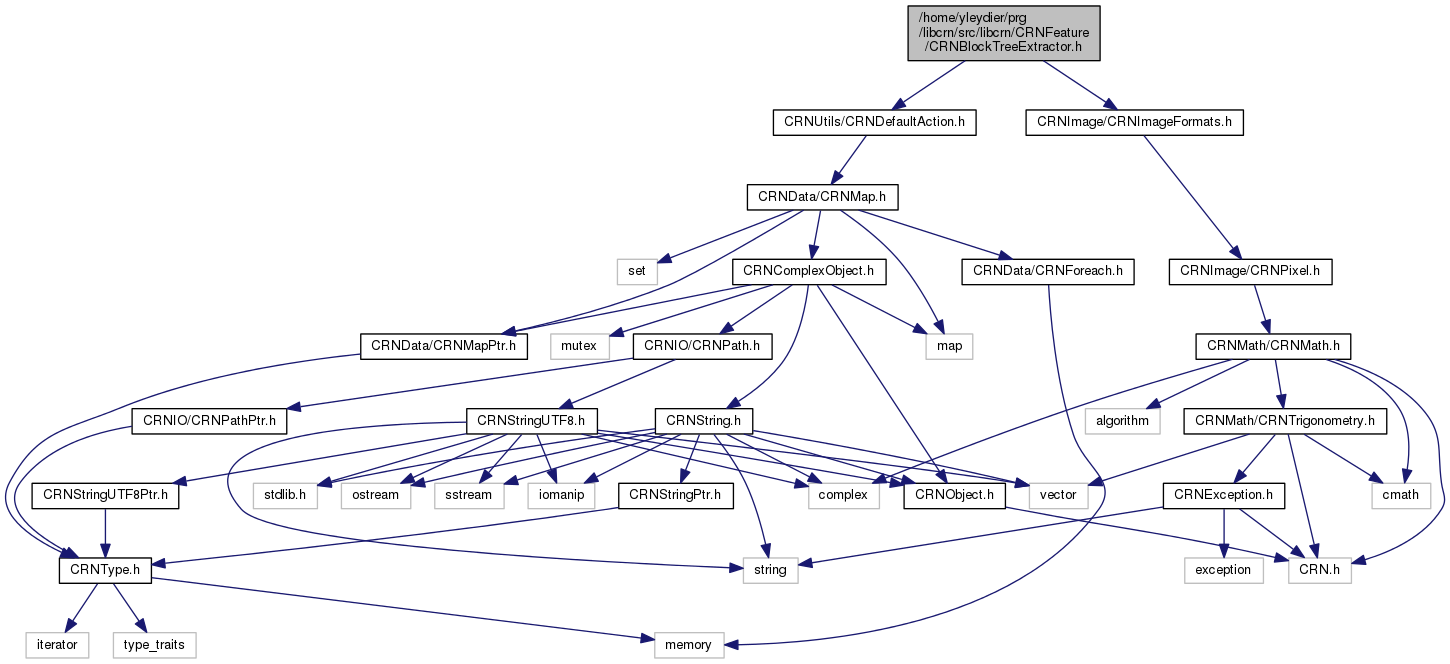 /home/yleydier/prg
/libcrn/src/libcrn/CRNFeature
/CRNBlockTreeExtractor.h
CRNUtils/CRNDefaultAction.h
CRNImage/CRNImageFormats.h
CRNData/CRNMap.h
set
CRNComplexObject.h
CRNData/CRNForeach.h
CRNImage/CRNPixel.h
CRNData/CRNMapPtr.h
mutex
CRNIO/CRNPath.h
map
CRNMath/CRNMath.h
CRNIO/CRNPathPtr.h
CRNStringUTF8.h
CRNString.h
algorithm
CRNMath/CRNTrigonometry.h
CRNStringUTF8Ptr.h
stdlib.h
ostream
sstream
iomanip
CRNStringPtr.h
complex
CRNObject.h
vector
CRNException.h
cmath
CRNType.h
string
exception
CRN.h
iterator
type_traits
memory